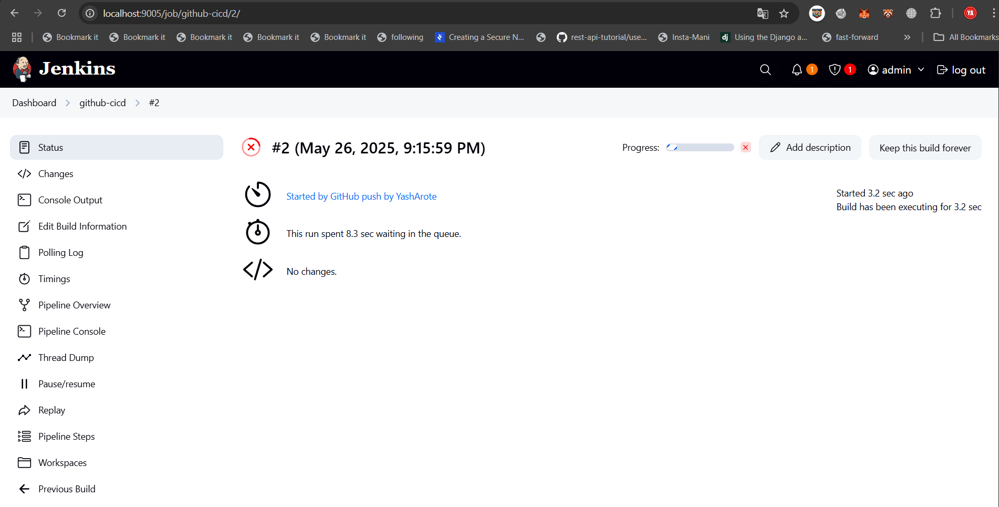 localhost:9005/job/github-cicd/2/
YA
Bookmark it
Bookmark it
Bookmark it
Bookmark it
Bookmark it
following
Creating a Secure N...
rest-api-tutorial/use...
Insta-Mani
dj
Using the Django a...
fast-forward
All Bookmarks
Jenkins
1
1
admin
log out
Dashboard
github-cicd
#2
Status
Changes
Console Output
Edit Build Information
Polling Log
Timings
Pipeline Overview
Pipeline Console
Thread Dump
Pause/resume
Replay
Pipeline Steps
Workspaces
Previous Build
#2 (May 26, 2025, 9:15:59 PM)
Progress:
Add description
Keep this build forever
Started by GitHub push by YashArote
Started 3.2 sec ago
Build has been executing for 3.2 sec
This run spent 8.3 sec waiting in the queue.
No changes.